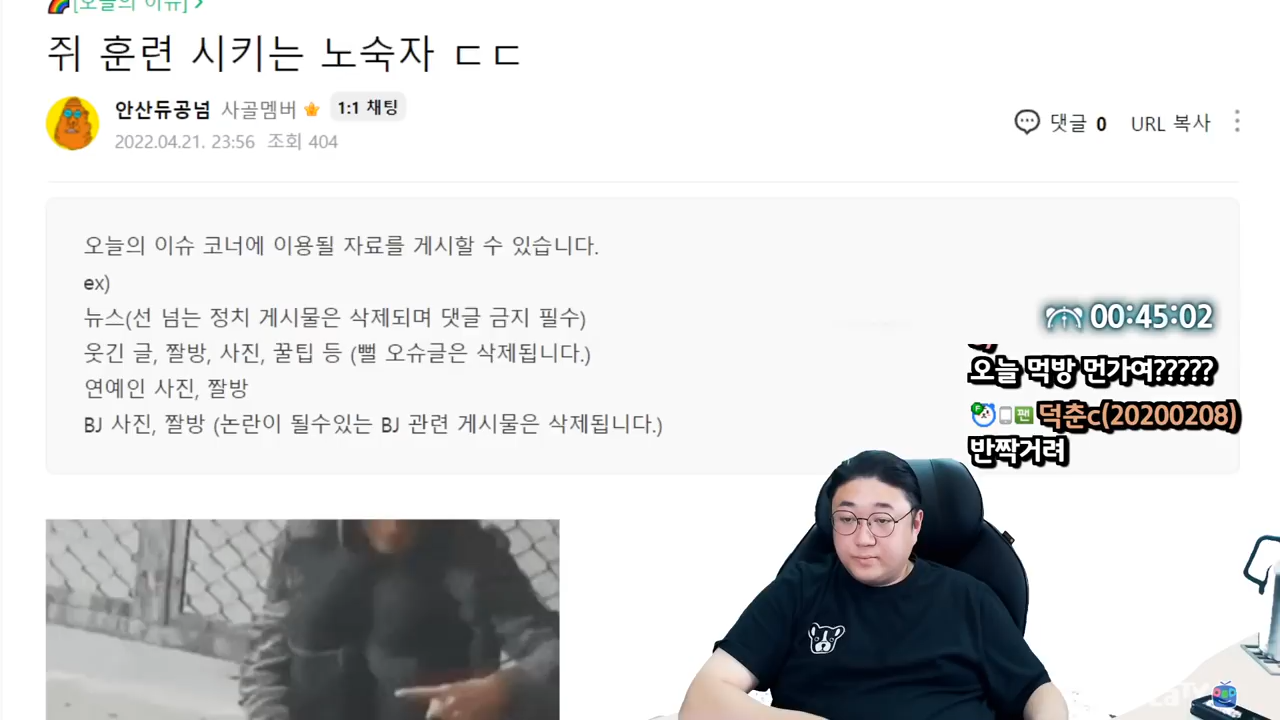 [오늘의 이슈] >
쥐 훈련 시키는 노숙자 ㄷㄷ
안산듀공넘 사골멤버 1:1 채팅
2022.04.21. 23:56 조회 404
댓글 0 URL 복사
오늘의 이슈 코너에 이용될 자료를 게시할 수 있습니다.
ex)
뉴스(선 넘는 정치 게시물은 삭제되며 댓글 금지 필수)
웃긴 글, 짤방, 사진, 꿀팁 등 (뻘 오슈글은 삭제됩니다.)
연예인 사진, 짤방
BJ 사진, 짤방 (논란이 될수있는 BJ 관련 게시물은 삭제됩니다.)
00:45:02
오늘 먹방 먼가여?????
F 팬 덕춘c(20200208)
반짝거려